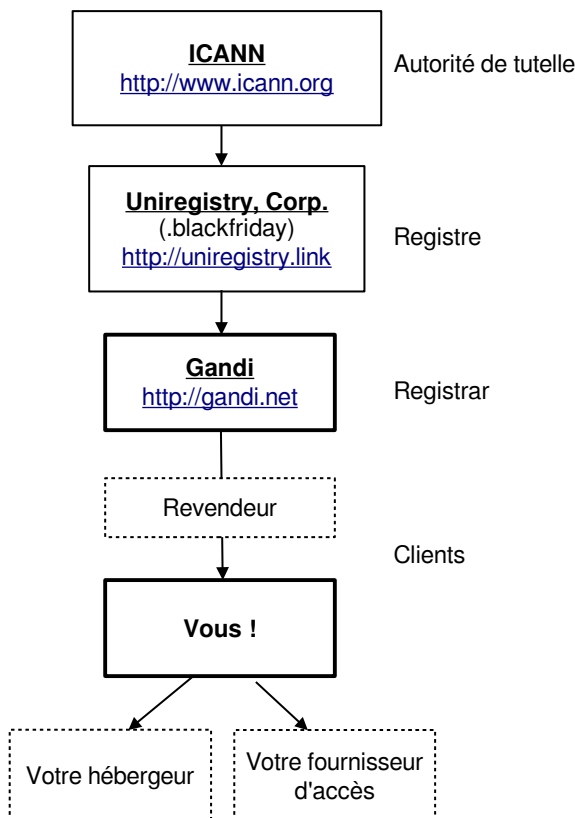 ICANN
http://www.icann.org
Autorité de tutelle
Uniregistry, Corp.
(.blackfriday)
http://uniregistry.link
Registre
Gandi
http://gandi.net
Registrar
Revendeur
Clients
Vous !
Votre hébergeur
Votre fournisseur
d'accès